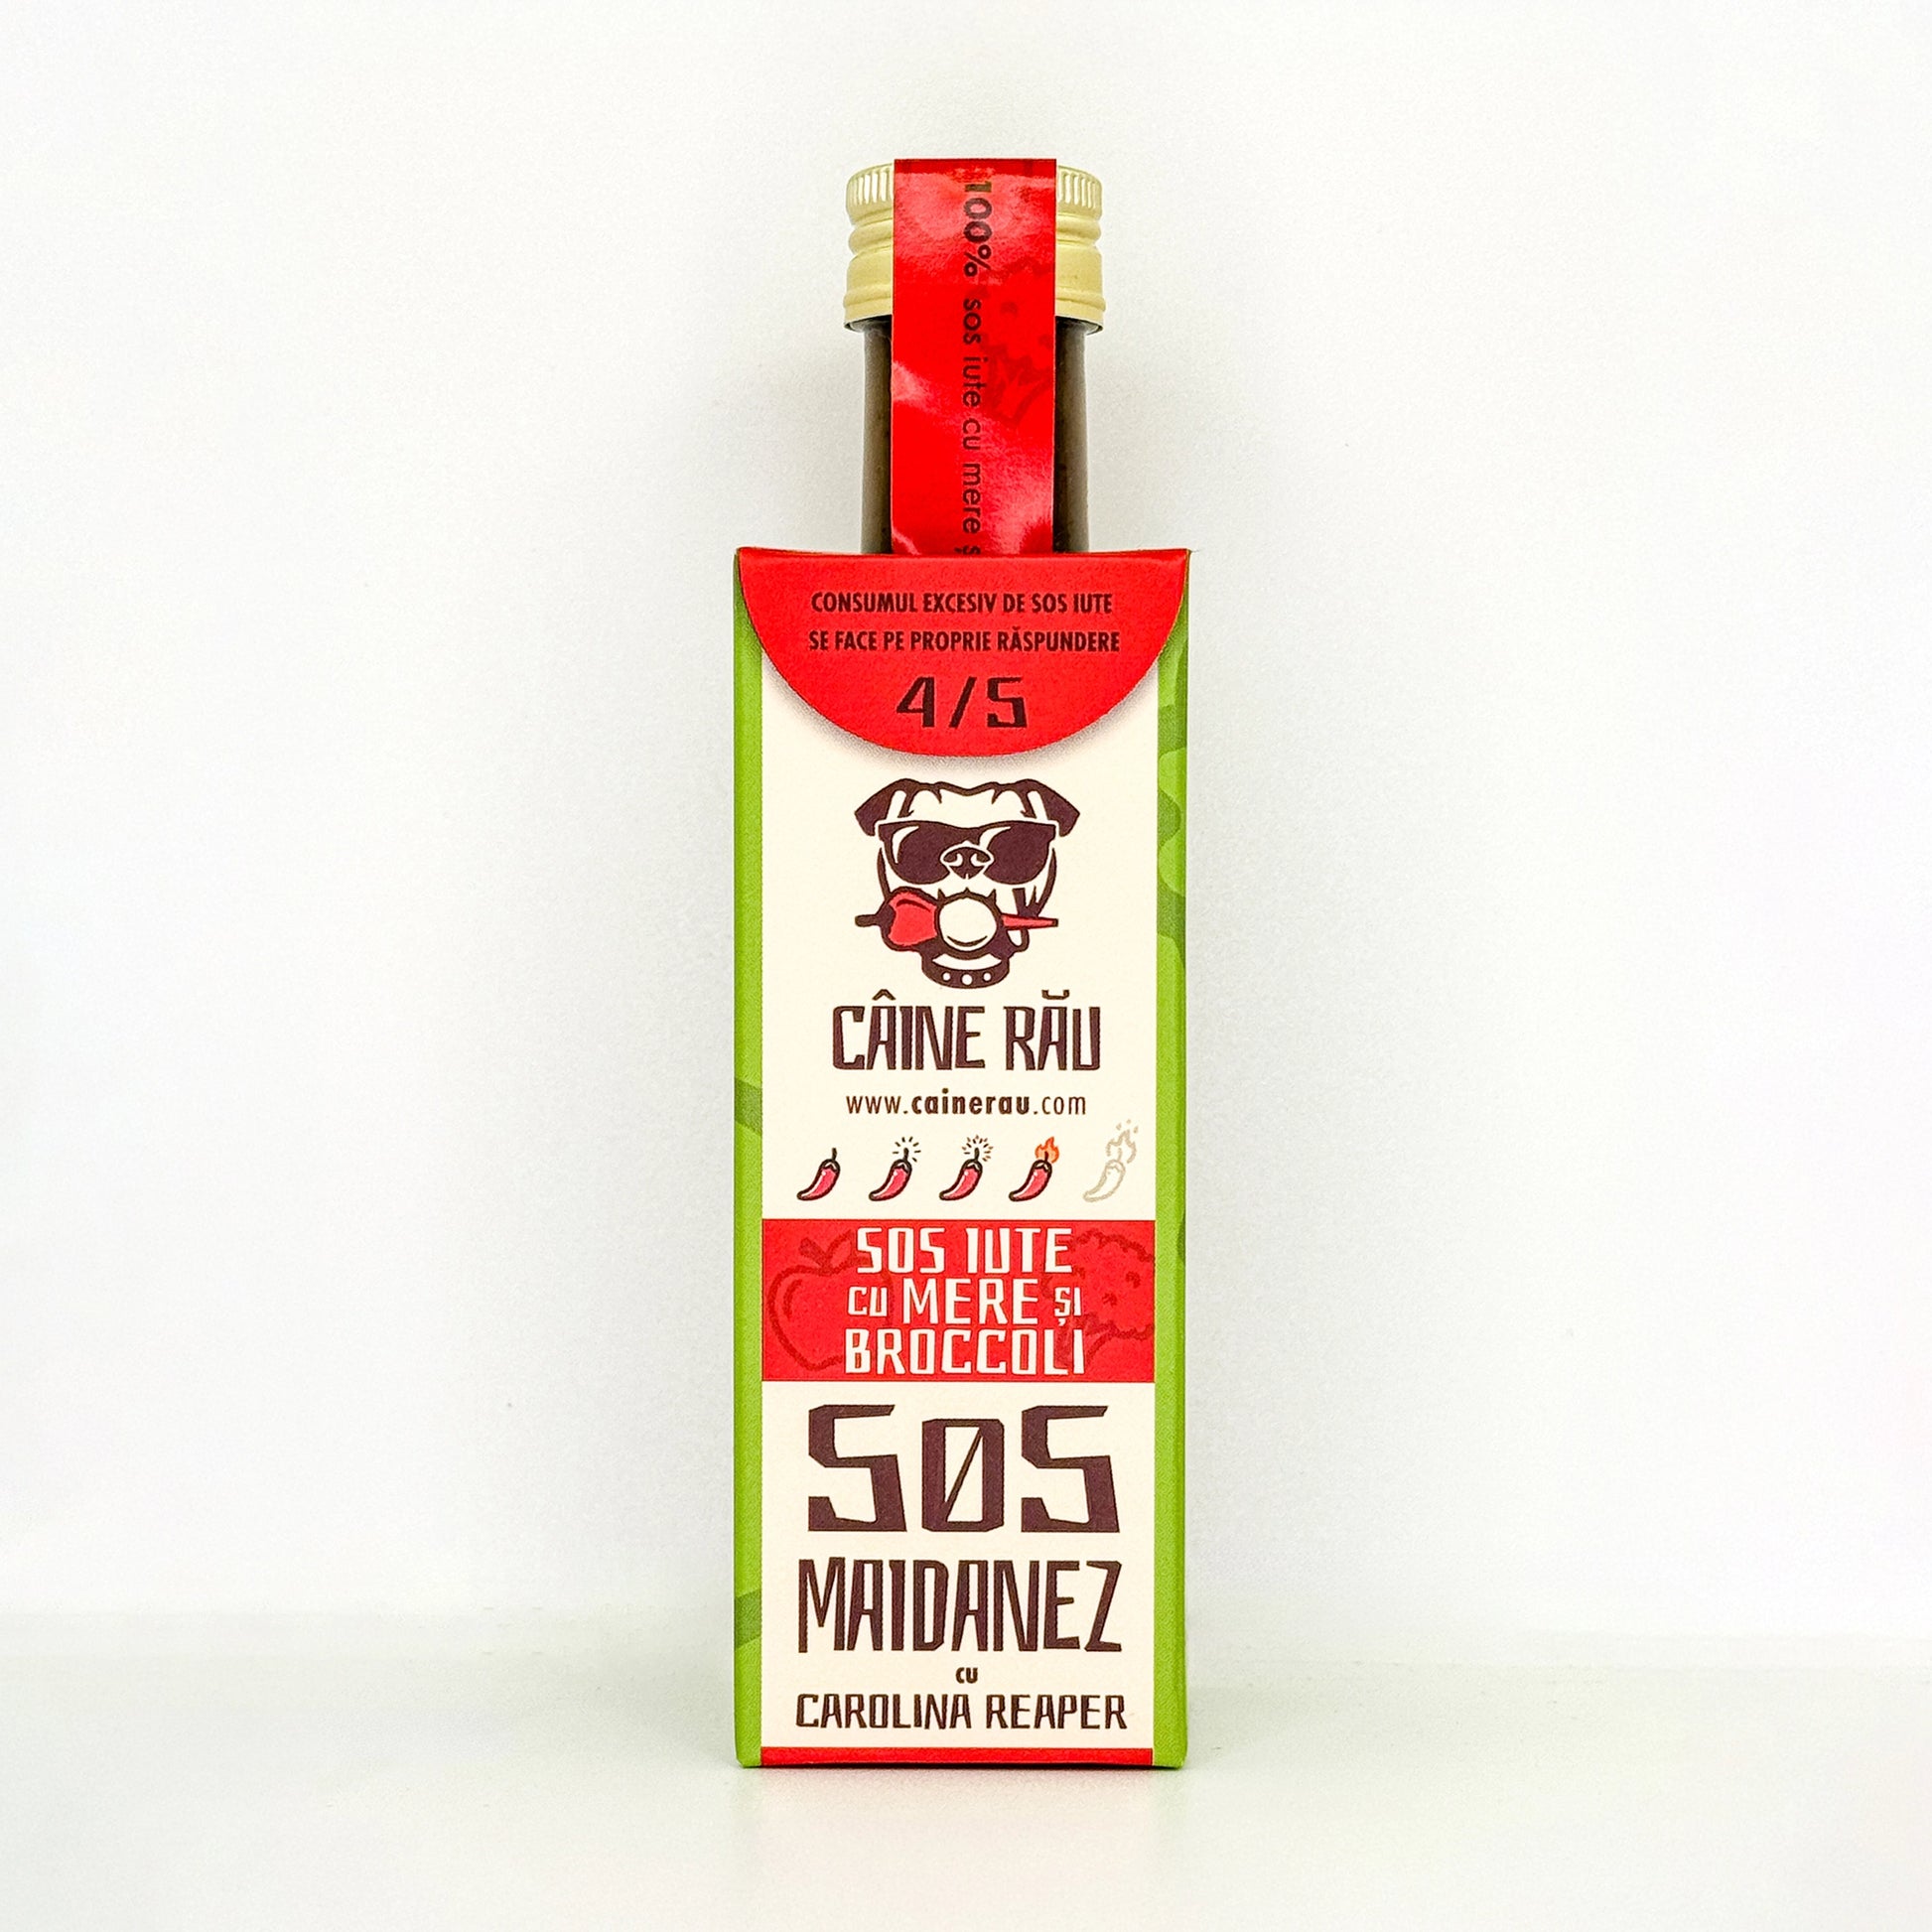 100% sos iute cu mere ș
CONSUMUL EXCESIV DE SOS IUTE
SE FACE PE PROPRIE RĂSPUNDERE
4/5
CÂINE RĂU
www.cainerau.com
SOS IUTE
CU MERE ȘI
BROCCOLI
SOS
MAIDANEZ
CU
CAROLINA REAPER